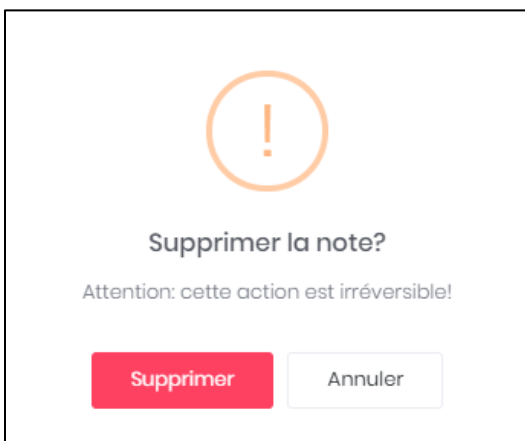 !
Supprimer la note?
Attention: cette action est irréversible!
Supprimer
Annuler